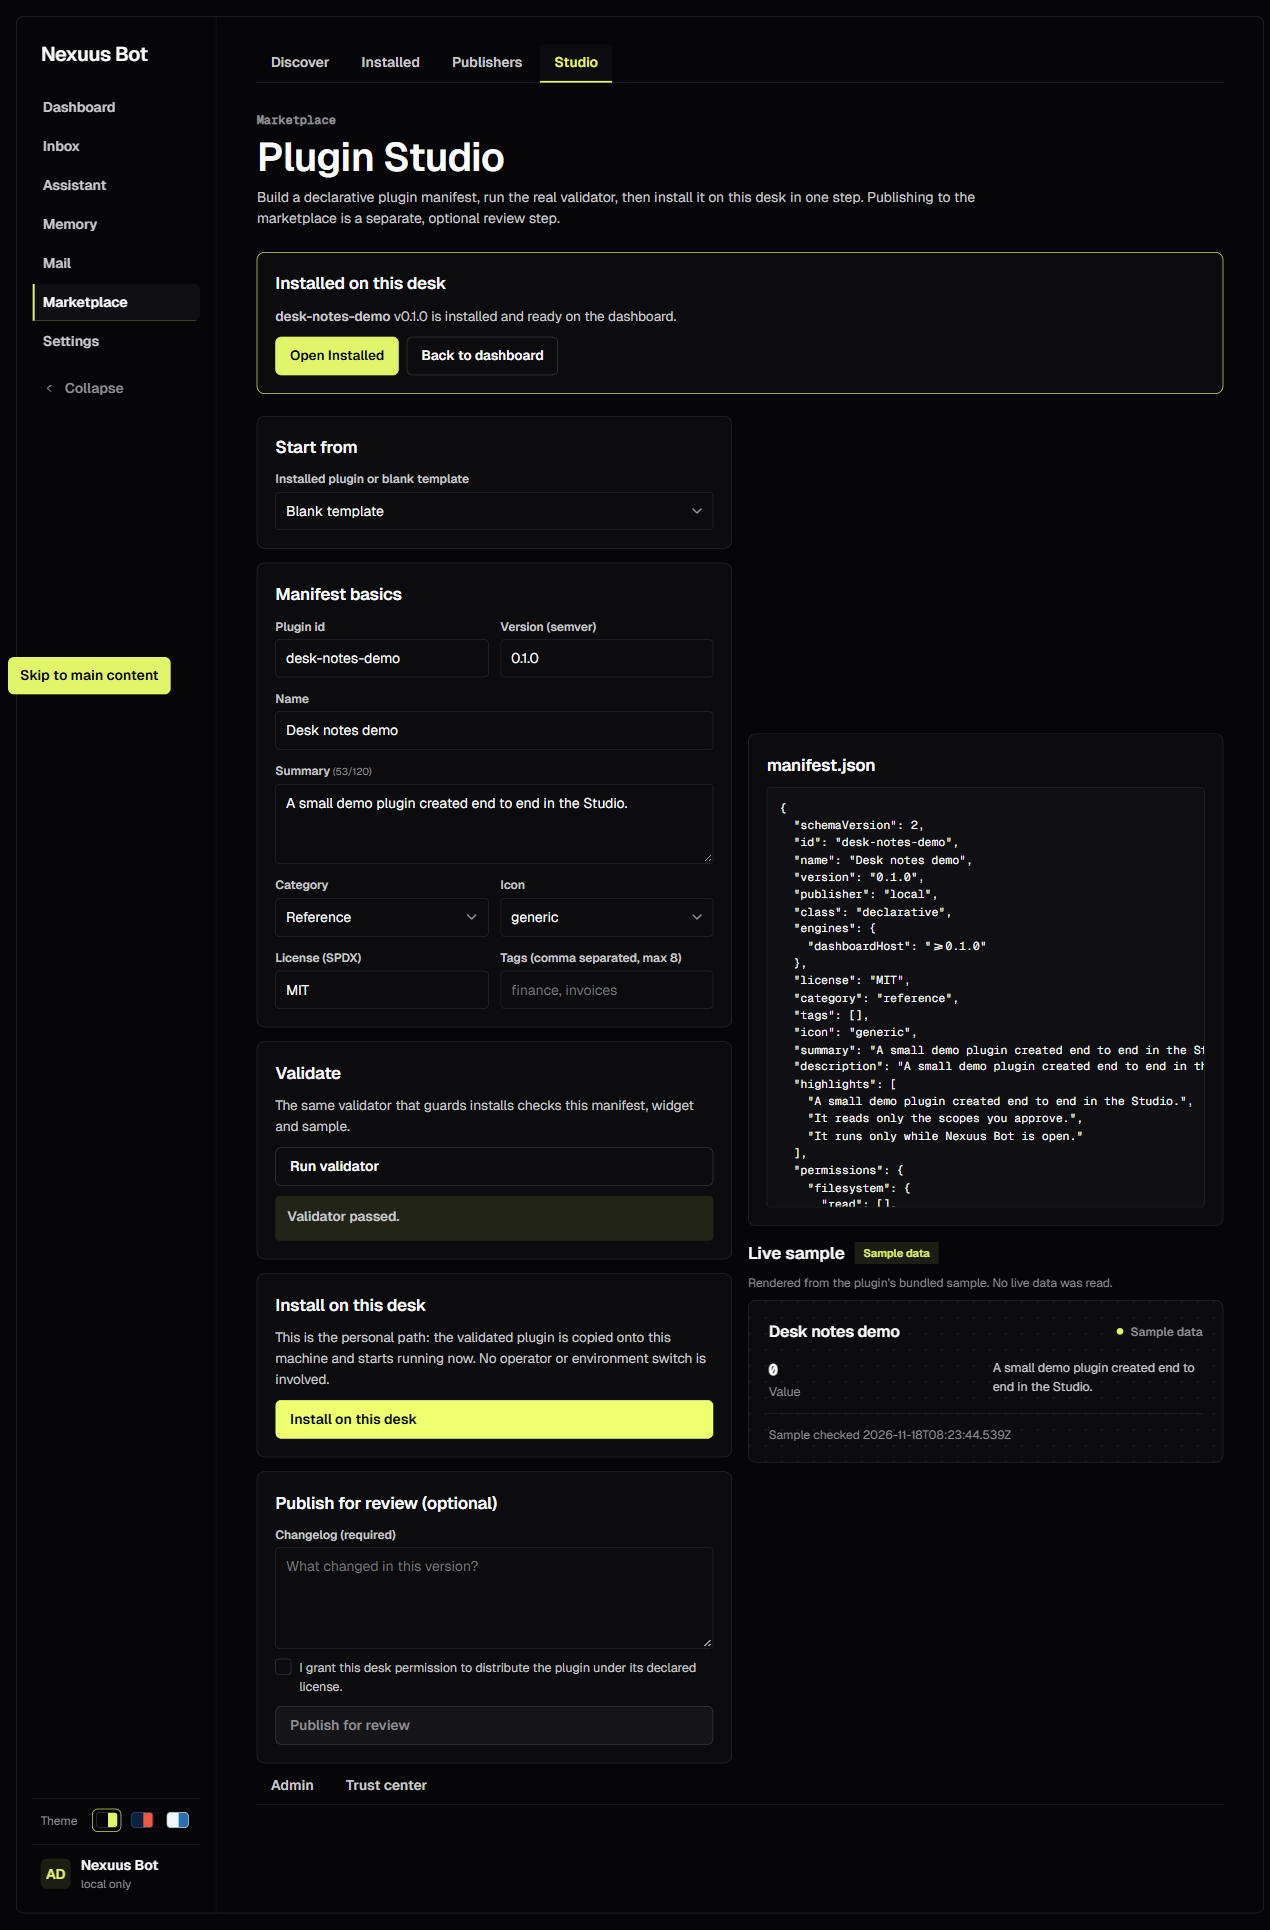 Nexuus Bot
Dashboard
Inbox
Assistant
Memory
Mail
Marketplace
Settings
Collapse
Skip to main content
Theme
AD
Nexuus Bot
local only
Discover
Installed
Publishers
Studio
Marketplace
Plugin Studio
Build a declarative plugin manifest, run the real validator, then install it on this desk in one step. Publishing to the
marketplace is a separate, optional review step.
Installed on this desk
desk-notes-demo v0.1.0 is installed and ready on the dashboard.
Open Installed
Back to dashboard
Start from
Installed plugin or blank template
Blank template
Manifest basics
Plugin id
Version (semver)
desk-notes-demo
0.1.0
Name
Desk notes demo
Summary (53/120)
A small demo plugin created end to end in the Studio.
Category
Icon
Reference
generic
License (SPDX)
Tags (comma separated, max 8)
MIT
finance, invoices
Validate
The same validator that guards installs checks this manifest, widget
and sample.
Run validator
Validator passed.
Install on this desk
This is the personal path: the validated plugin is copied onto this
machine and starts running now. No operator or environment switch is
involved.
Install on this desk
Publish for review (optional)
Changelog (required)
What changed in this version?
I grant this desk permission to distribute the plugin under its declared
license.
Publish for review
manifest.json
{
"schemaVersion": 2,
"id": "desk-notes-demo",
"name": "Desk notes demo",
"version": "0.1.0",
"publisher": "local",
"class": "declarative",
"engines": {
"dashboardHost": ">=0.1.0"
},
"license": "MIT",
"category": "reference",
"tags": [],
"icon": "generic",
"summary": "A small demo plugin created end to end in the St
"description": "A small demo plugin created end to end in th
"highlights": [
"A small demo plugin created end to end in the Studio.",
"It reads only the scopes you approve.",
"It runs only while Nexuus Bot is open."
],
"permissions": {
"filesystem": {
"read": [],
Live sample
Sample data
Rendered from the plugin's bundled sample. No live data was read.
Desk notes demo
Sample data
0
Value
A small demo plugin created end to
end in the Studio.
Sample checked 2026-11-18T08:23:44.539Z
Admin
Trust center